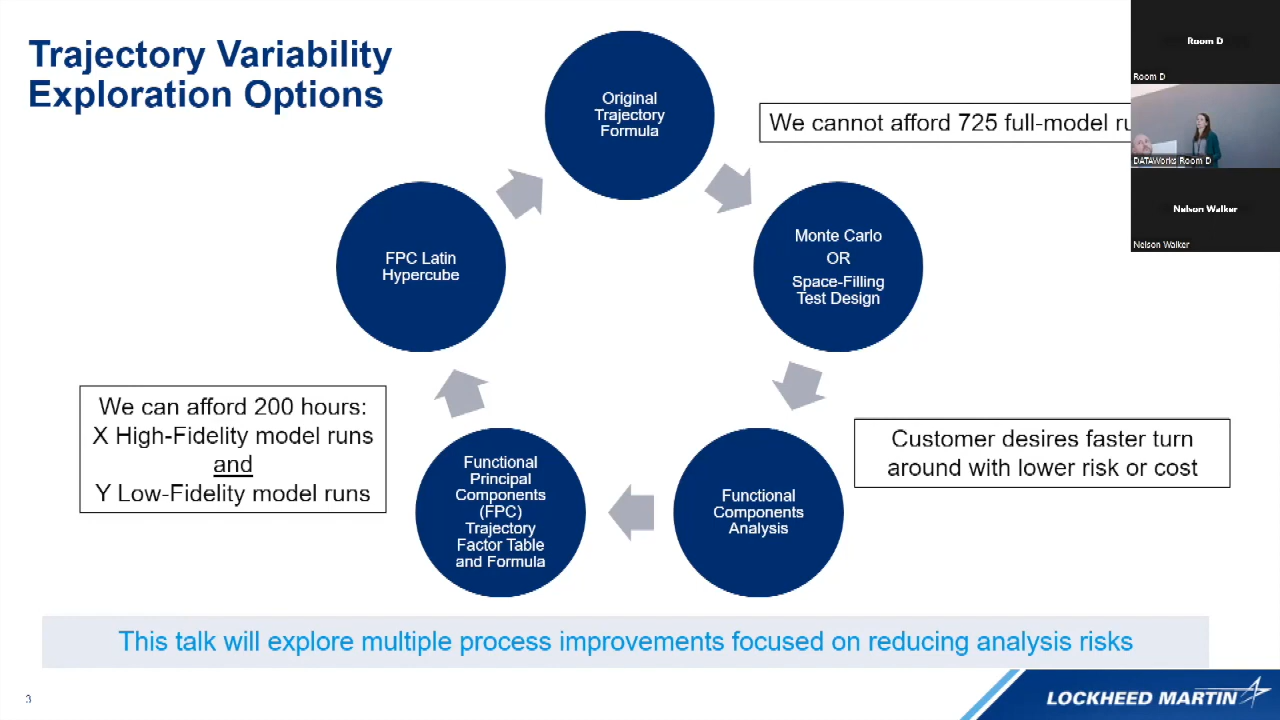 Trajectory Variability
Exploration Options
Original
Trajectory
Formula
We cannot afford 725 full-model
Monte Carlo
OR
Space-Filling
Test Design
Customer desires faster turn
around with lower risk or cost
Functional
Components
Analysis
Functional
Principal
Components
(FPC)
Trajectory
Factor Table
and Formula
We can afford 200 hours:
X High-Fidelity model runs
and
Y Low-Fidelity model runs
FPC Latin
Hypercube
This talk will explore multiple process improvements focused on reducing analysis risks
3
LOCKHEED MARTIN
Room D
Room D
DATAWorks Room D
Nelson Walker
Nelson Walker